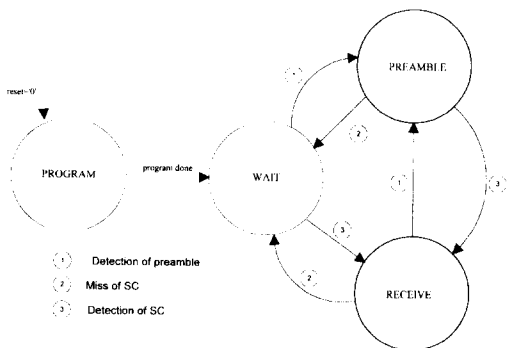 PREAMBLE
reset='0'
1
2
PROGRAM
program done
WAIT
1
3
3
1 Detection of preamble
2 Miss of SC
3 Detection of SC
2
RECEIVE